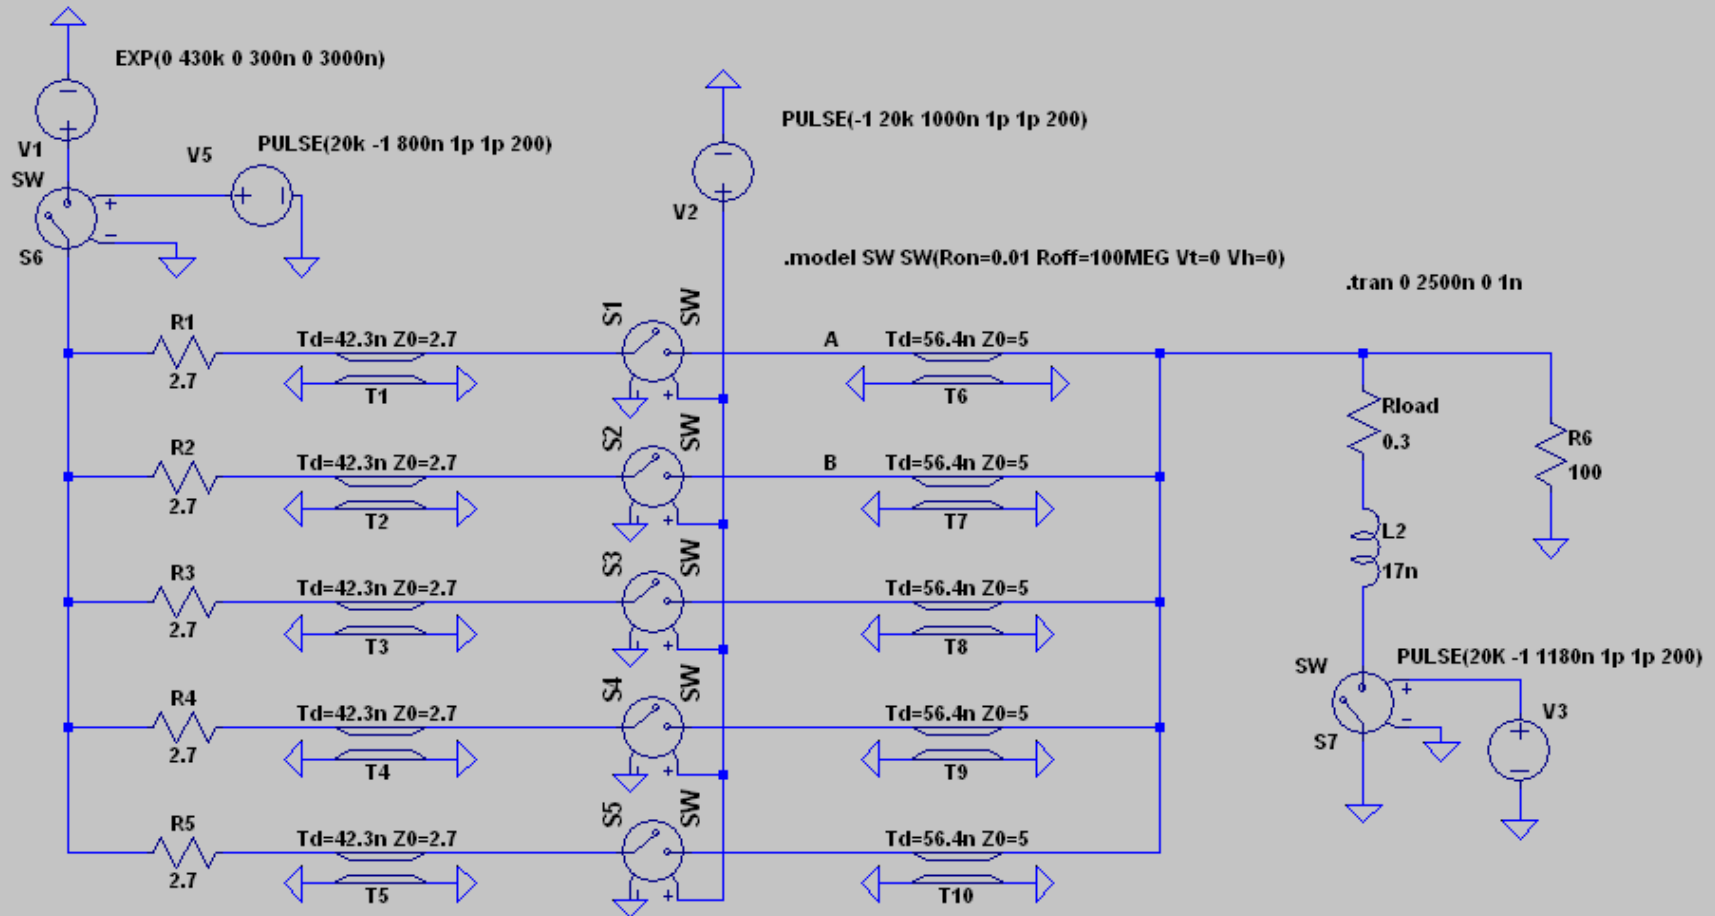 EXP(0 430k 0 300n 0 3000n)
V1
SW
S6
V5
PULSE(20k -1 800n 1p 1p 200)
+
−
PULSE(-1 20k 1000n 1p 1p 200)
V2
.model SW SW(Ron=0.01 Roff=100MEG Vt=0 Vh=0)
.tran 0 2500n 0 1n
R1
2.7
Td=42.3n Z0=2.7
T1
S1
SW
A
Td=56.4n Z0=5
T6
R2
2.7
Td=42.3n Z0=2.7
T2
S2
SW
B
Td=56.4n Z0=5
T7
R3
2.7
Td=42.3n Z0=2.7
T3
S3
SW
Td=56.4n Z0=5
T8
R4
2.7
Td=42.3n Z0=2.7
T4
S4
SW
Td=56.4n Z0=5
T9
R5
2.7
Td=42.3n Z0=2.7
T5
S5
SW
Td=56.4n Z0=5
T10
Rload
0.3
R6
100
L2
17n
SW
S7
PULSE(20K -1 1180n 1p 1p 200)
V3